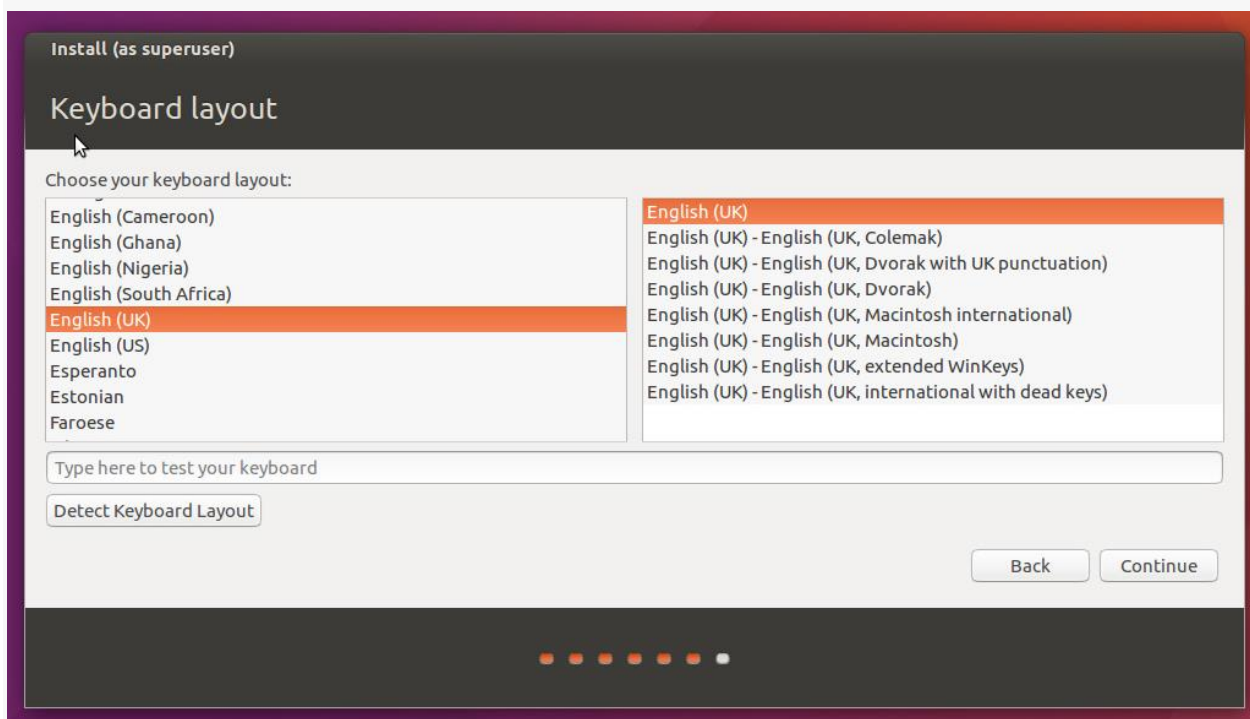 Install (as superuser)
Keyboard layout
Choose your keyboard layout:
English (Cameroon)
English (Ghana)
English (Nigeria)
English (South Africa)
English (UK)
English (US)
Esperanto
Estonian
Faroese
English (UK)
English (UK) - English (UK, Colemak)
English (UK) - English (UK, Dvorak with UK punctuation)
English (UK) - English (UK, Dvorak)
English (UK) - English (UK, Macintosh international)
English (UK) - English (UK, Macintosh)
English (UK) - English (UK, extended WinKeys)
English (UK) - English (UK, international with dead keys)
Type here to test your keyboard
Detect Keyboard Layout
Back
Continue